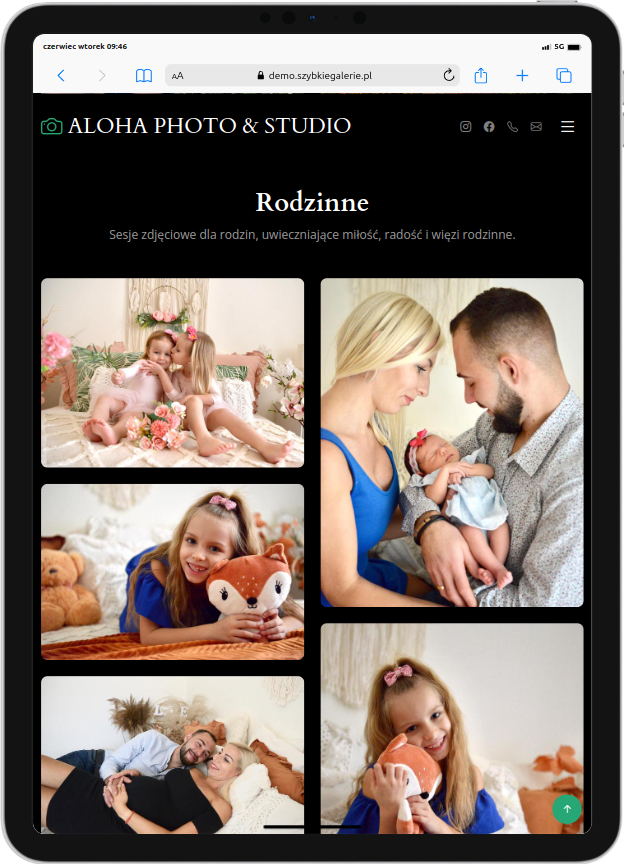 czerwiec wtorek 09:46
5G
AA
demo.szybkiegalerie.pl
ALOHA PHOTO & STUDIO
Rodzinne
Sesje zdjęciowe dla rodzin, uwieczniające miłość, radość i więzi rodzinne.